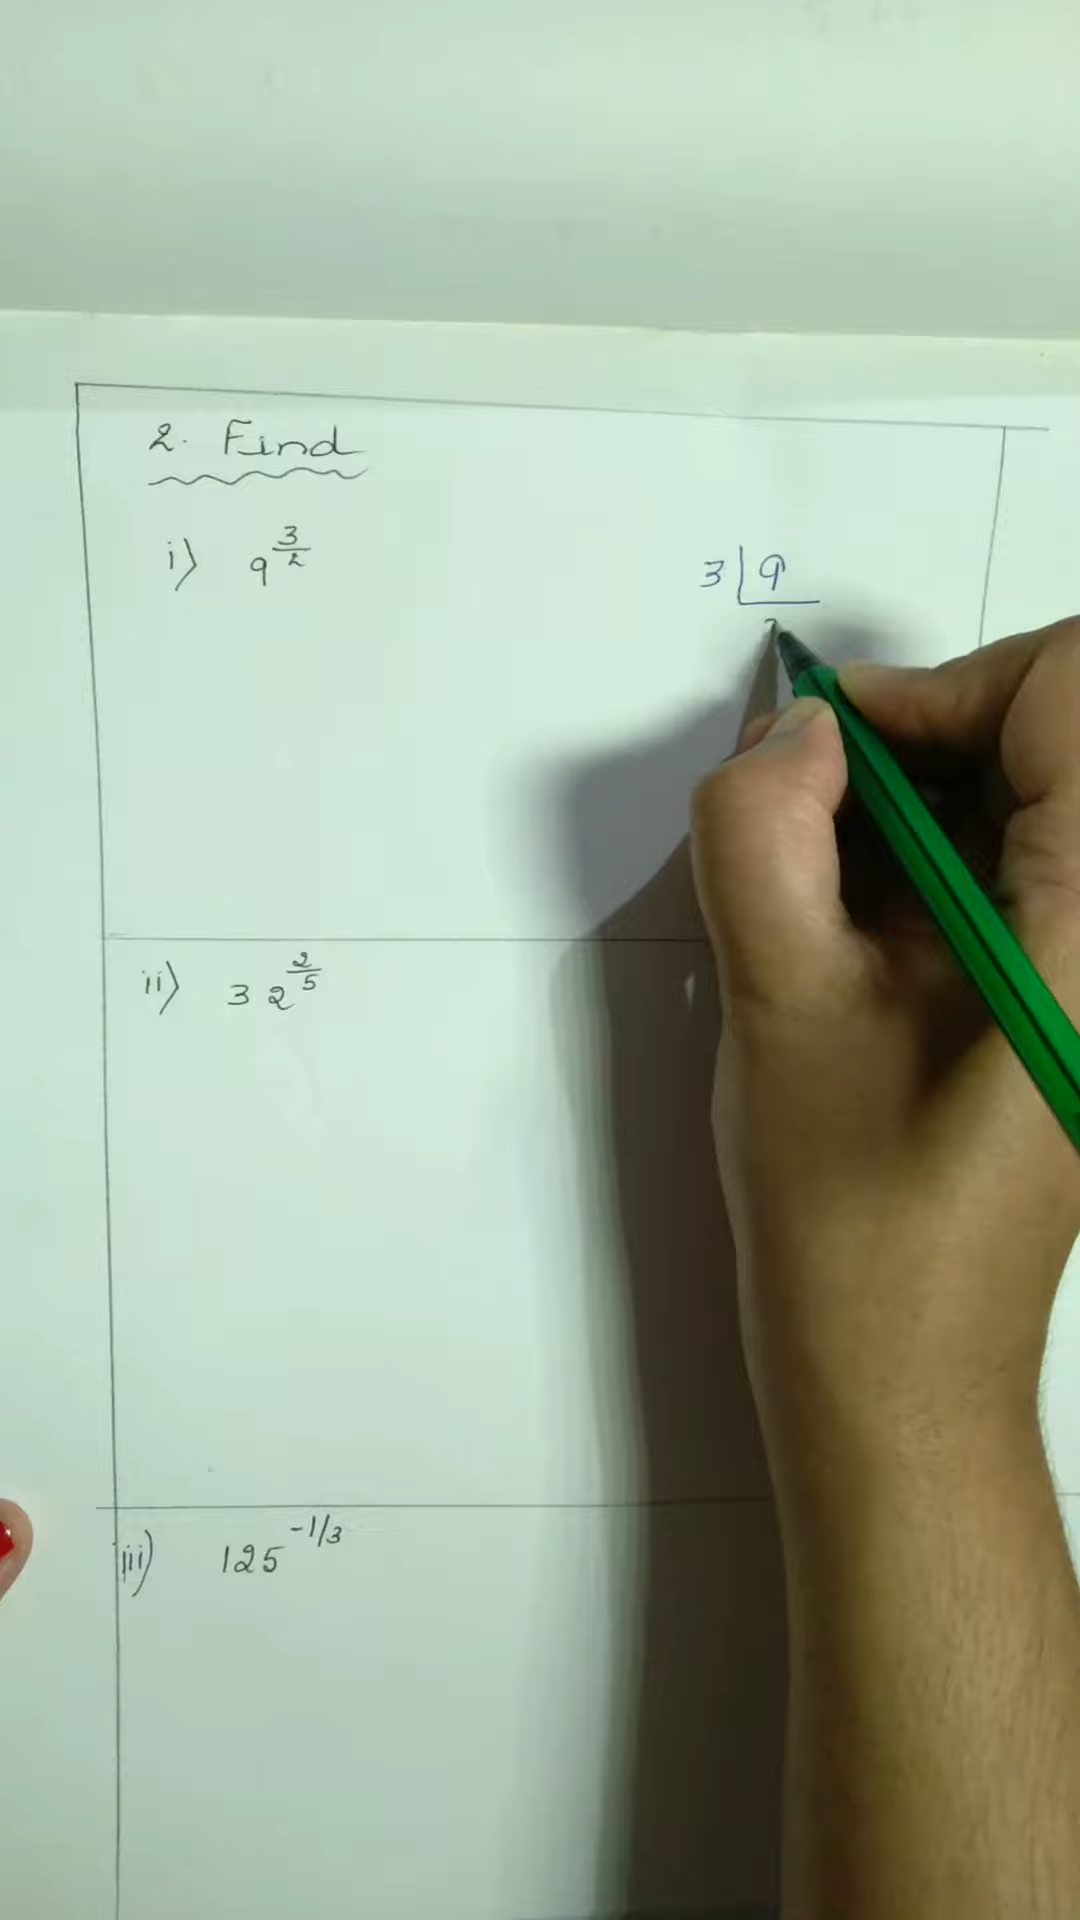 2. Find
i) 9^{3/2}
3 | 9
ii) 32^{2/5}
iii) 125^{-1/3}